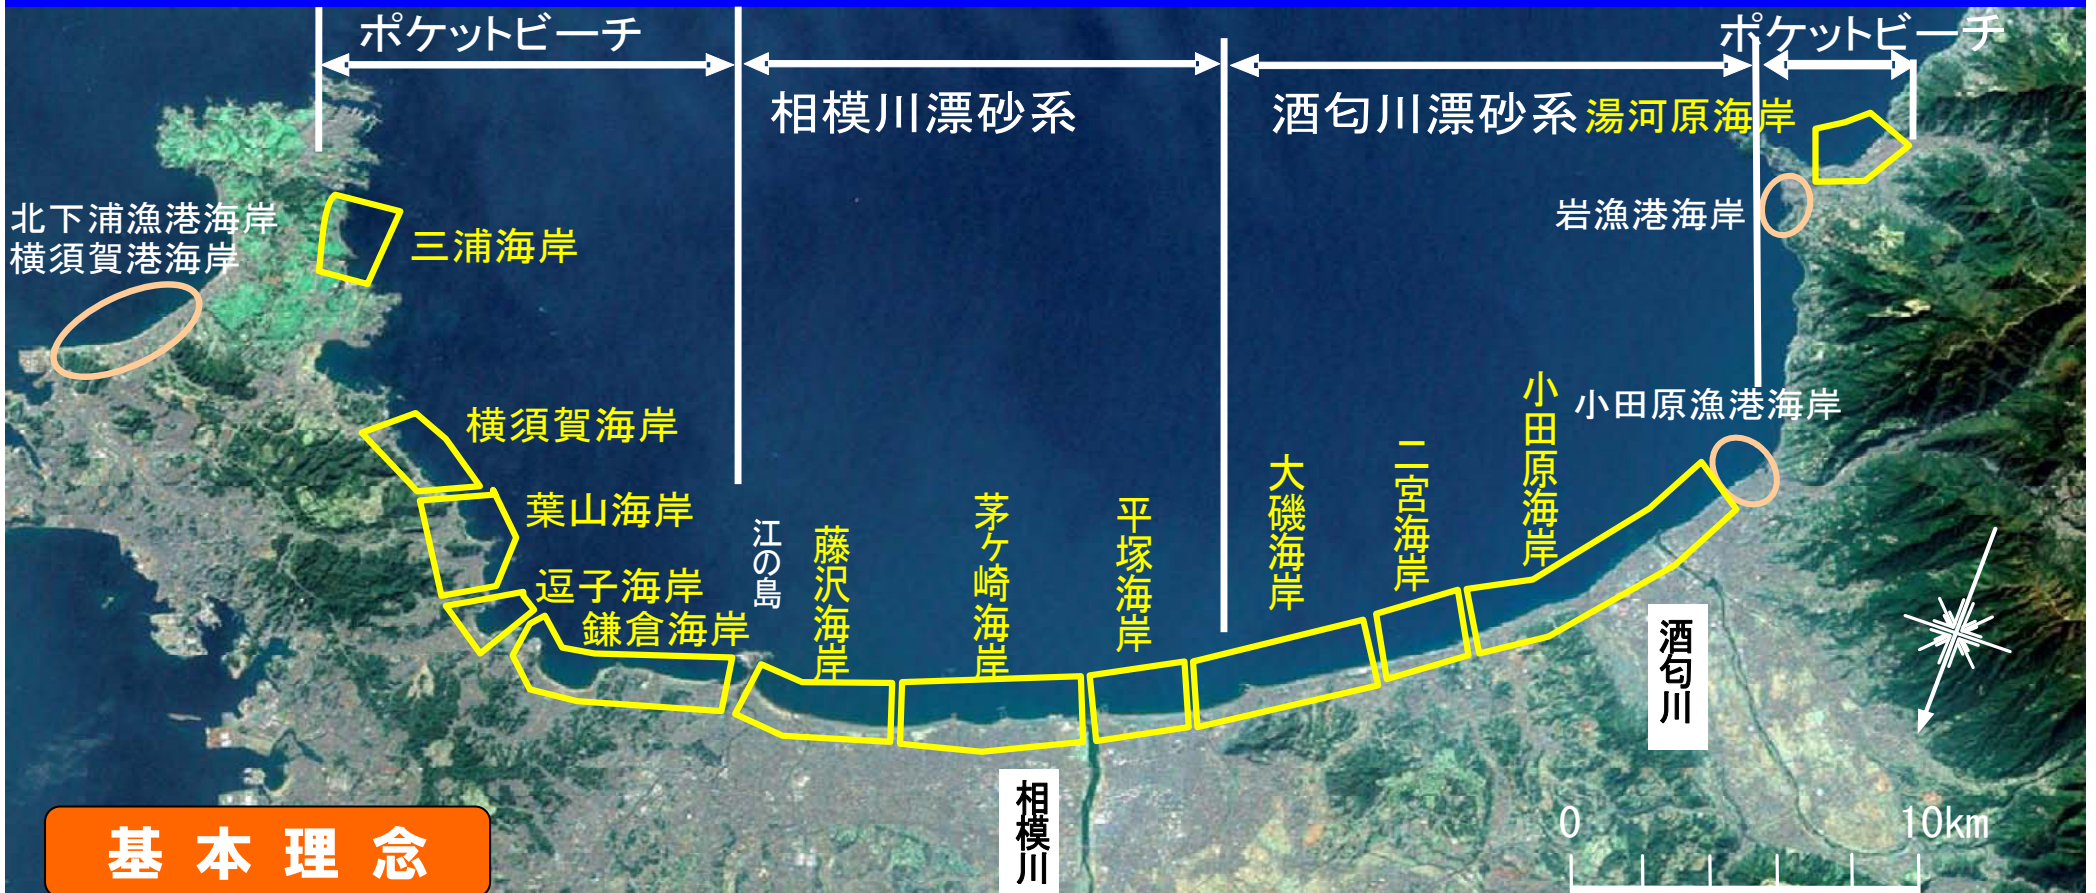 ポケットビーチ
ポケットビーチ
相模川漂砂系
酒匂川漂砂系
湯河原海岸
北下浦漁港海岸
横須賀港海岸
三浦海岸
岩漁港海岸
横須賀海岸
葉山海岸
逗子海岸
鎌倉海岸
江の島
藤沢海岸
茅ケ崎海岸
平塚海岸
大磯海岸
二宮海岸
小田原海岸
小田原漁港海岸
酒匂川
相模川
0
10km
基本理念